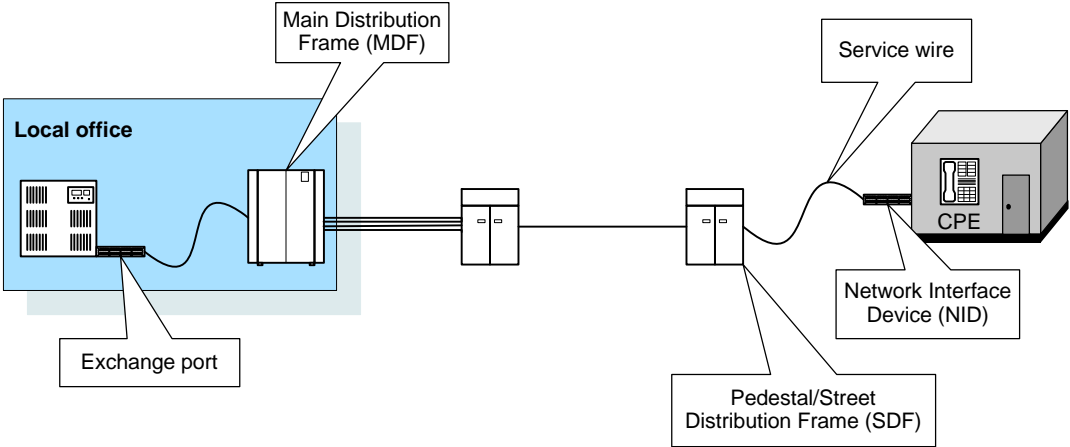 Main Distribution
Frame (MDF)
Service wire
Local office
CPE
Network Interface
Device (NID)
Exchange port
Pedestal/Street
Distribution Frame (SDF)